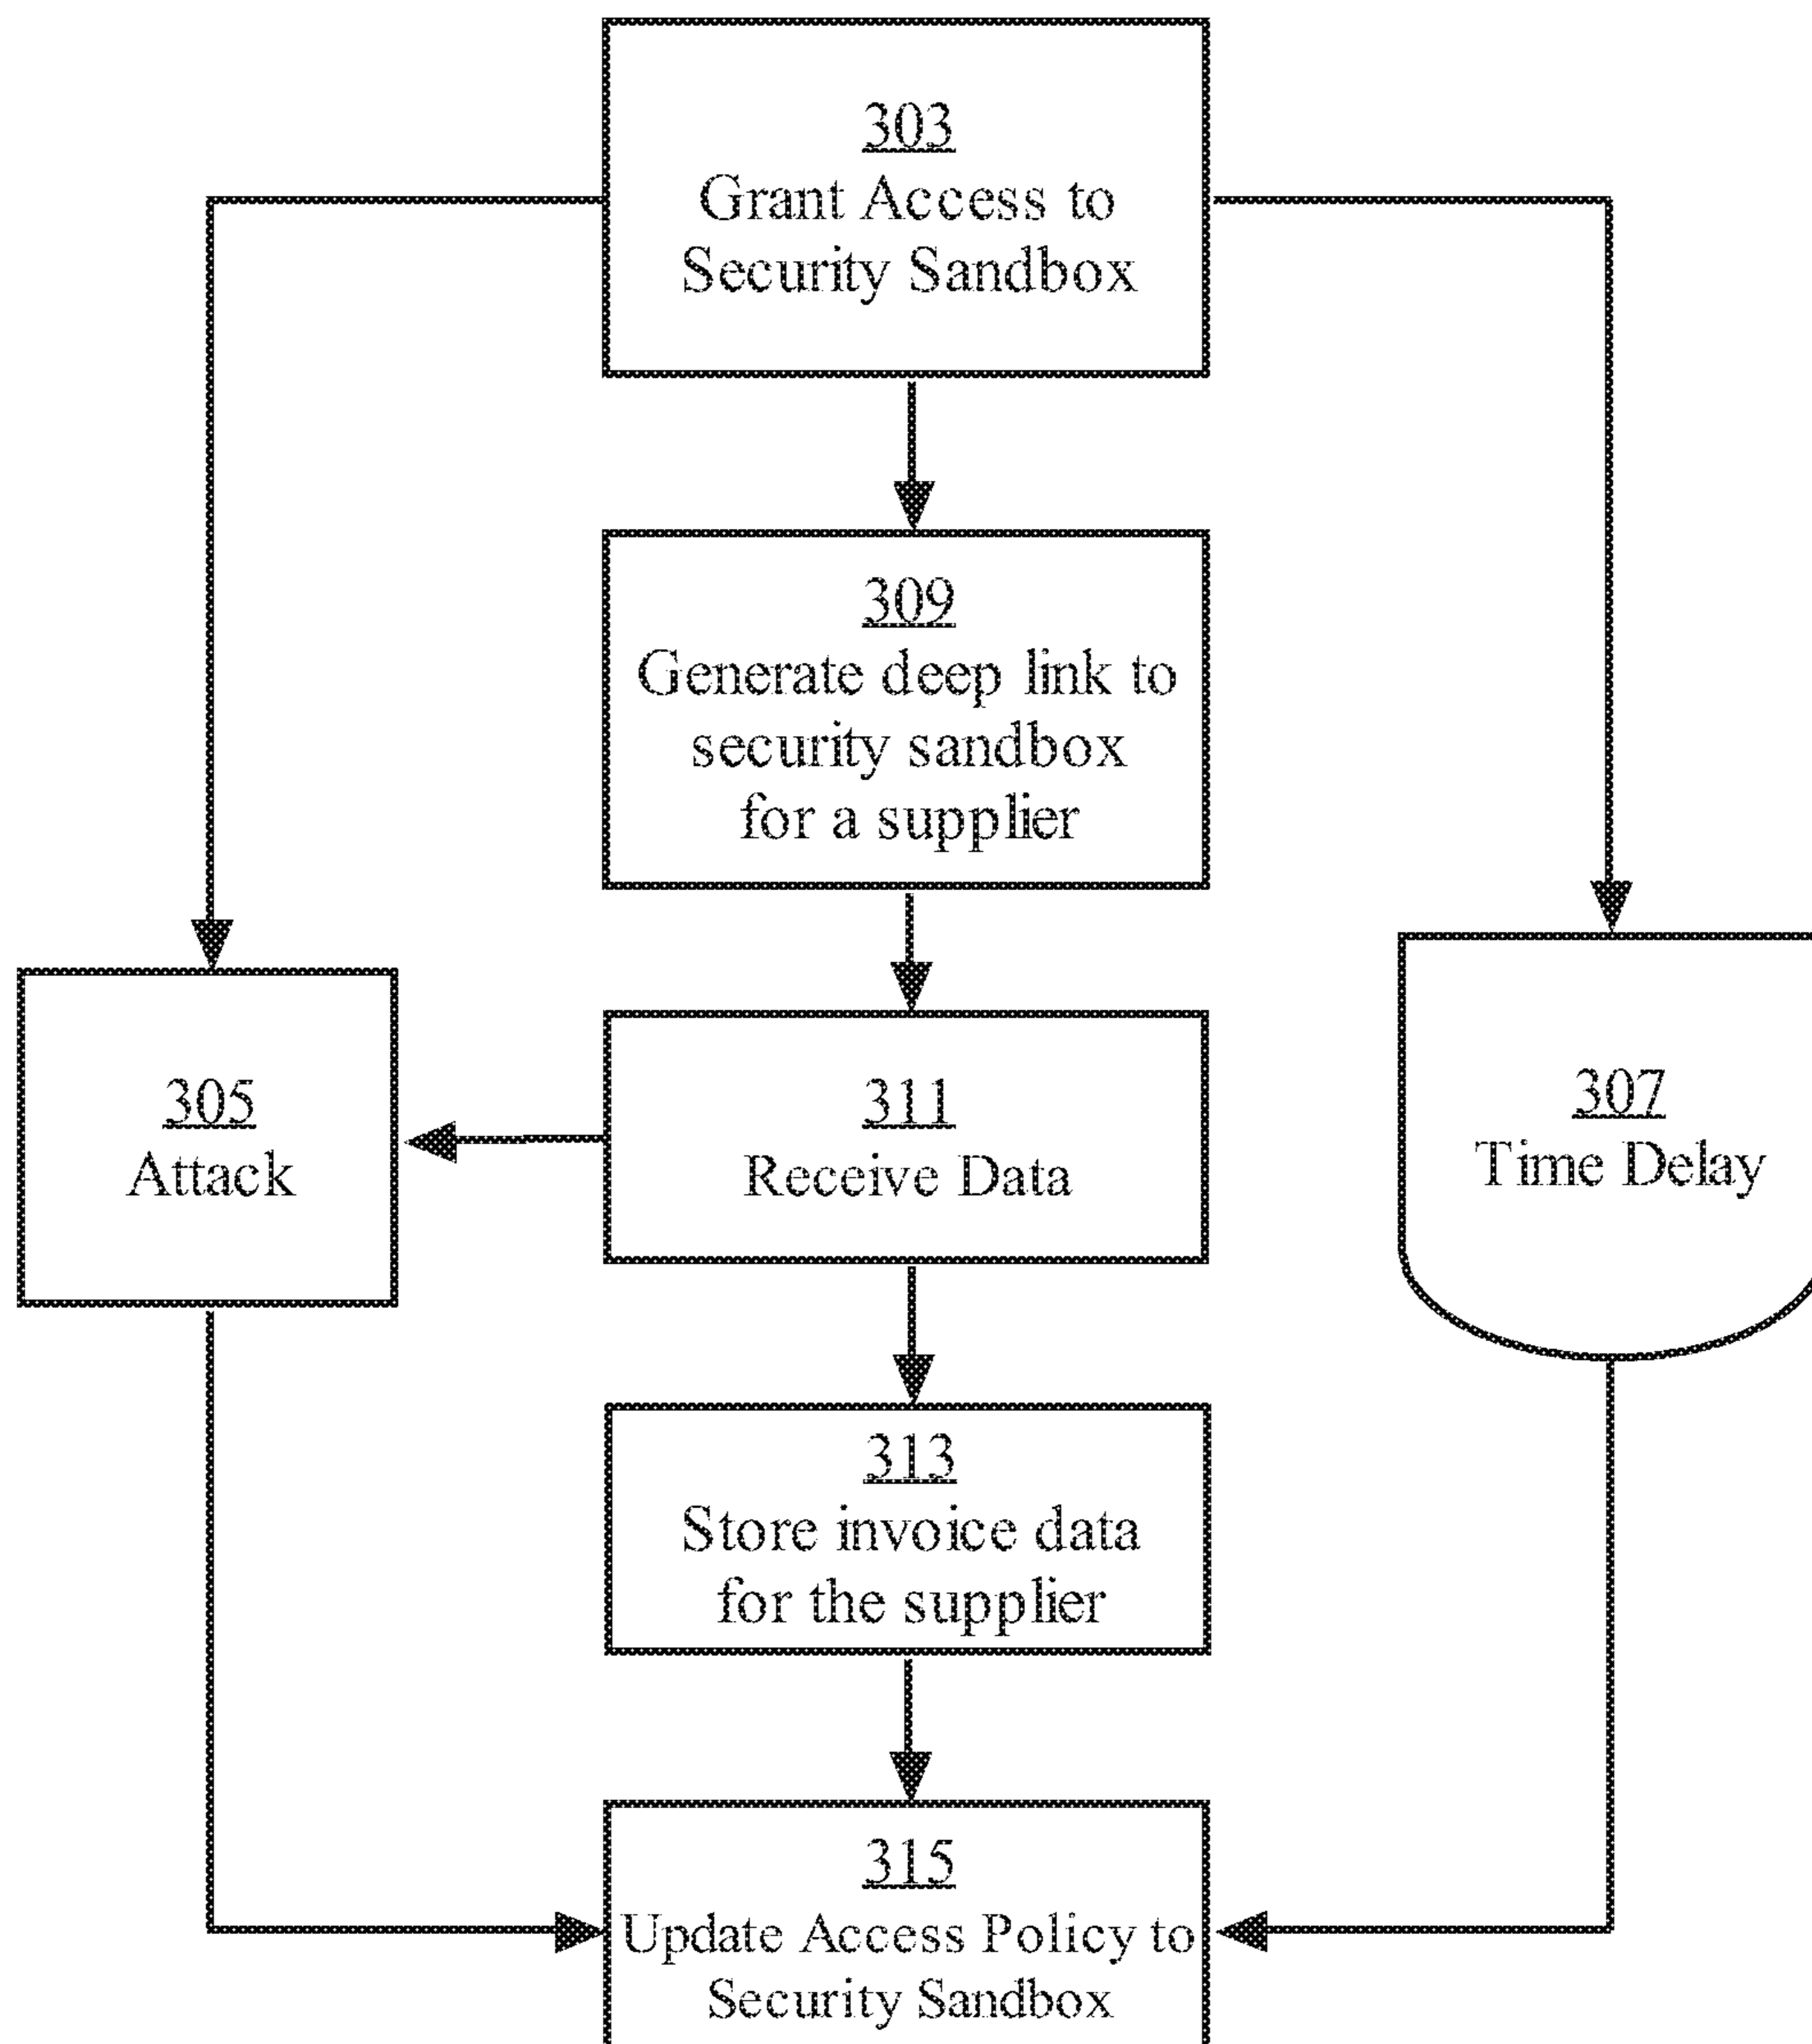 303
Grant Access to
Security Sandbox
309
Generate deep link to
security sandbox
for a supplier
305
Attack
311
Receive Data
307
Time Delay
313
Store invoice data
for the supplier
315
Update Access Policy to
Security Sandbox